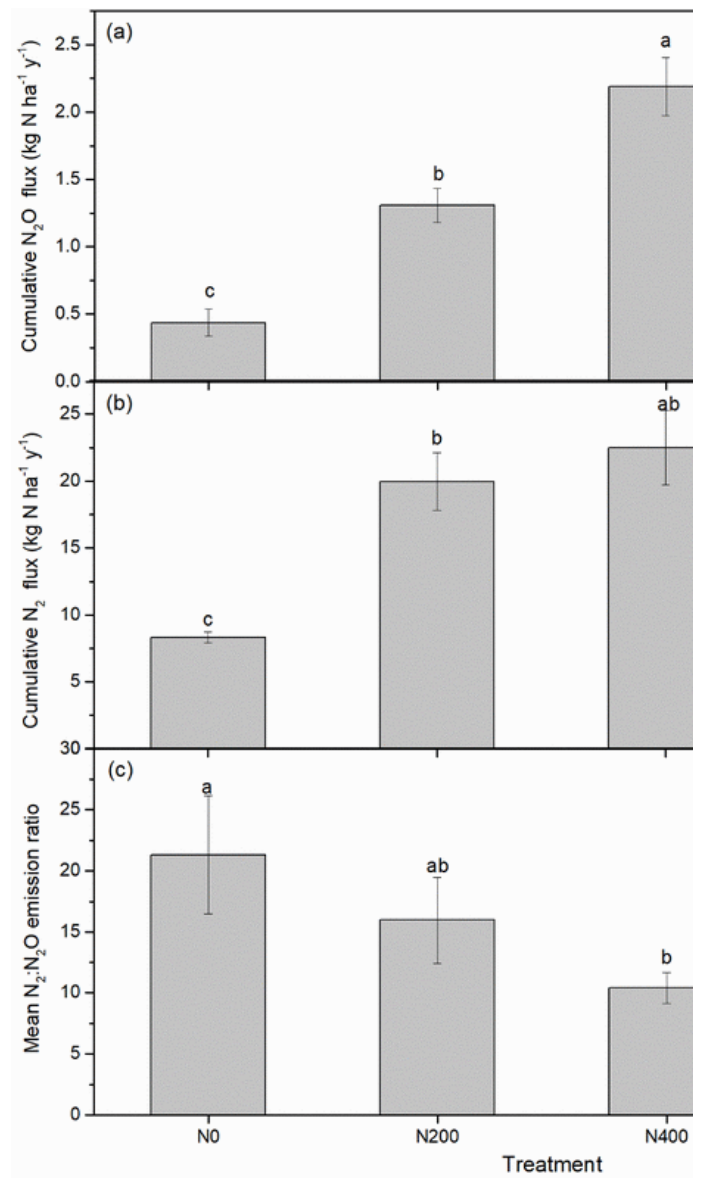 (a)
Cumulative N₂O flux (kg N ha⁻¹ y⁻¹)
2.5
2.0
1.5
1.0
0.5
0.0
c
b
a
(b)
Cumulative N₂ flux (kg N ha⁻¹ y⁻¹)
25
20
15
10
5
c
b
ab
(c)
Mean N₂:N₂O emission ratio
30
25
20
15
10
5
0
a
ab
b
N0 N200 N400
Treatment